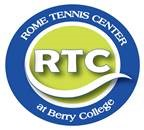 ROME TENNIS CENTER
RTC
at Berry College